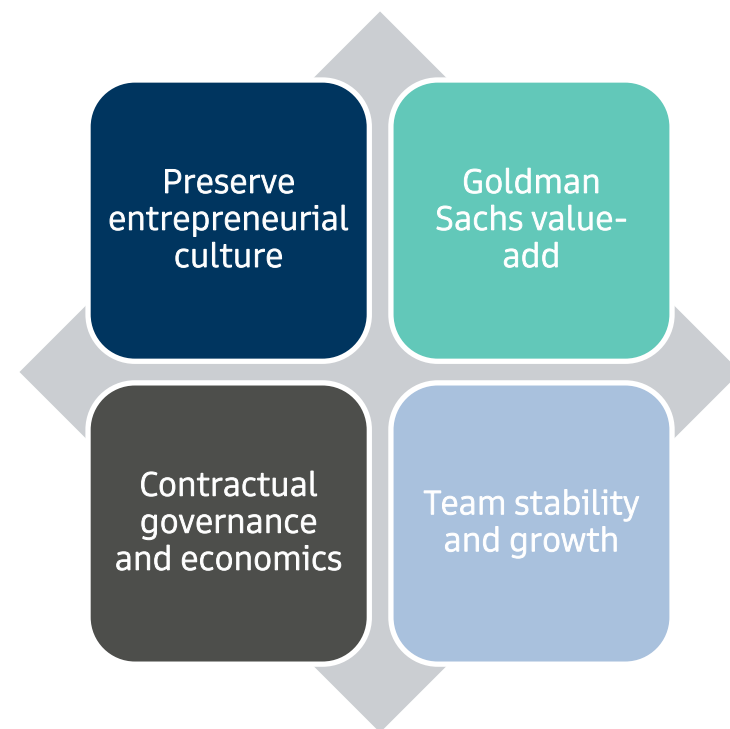 Preserve
entrepreneurial
culture
Goldman
Sachs value-
add
Contractual
governance
and economics
Team stability
and growth